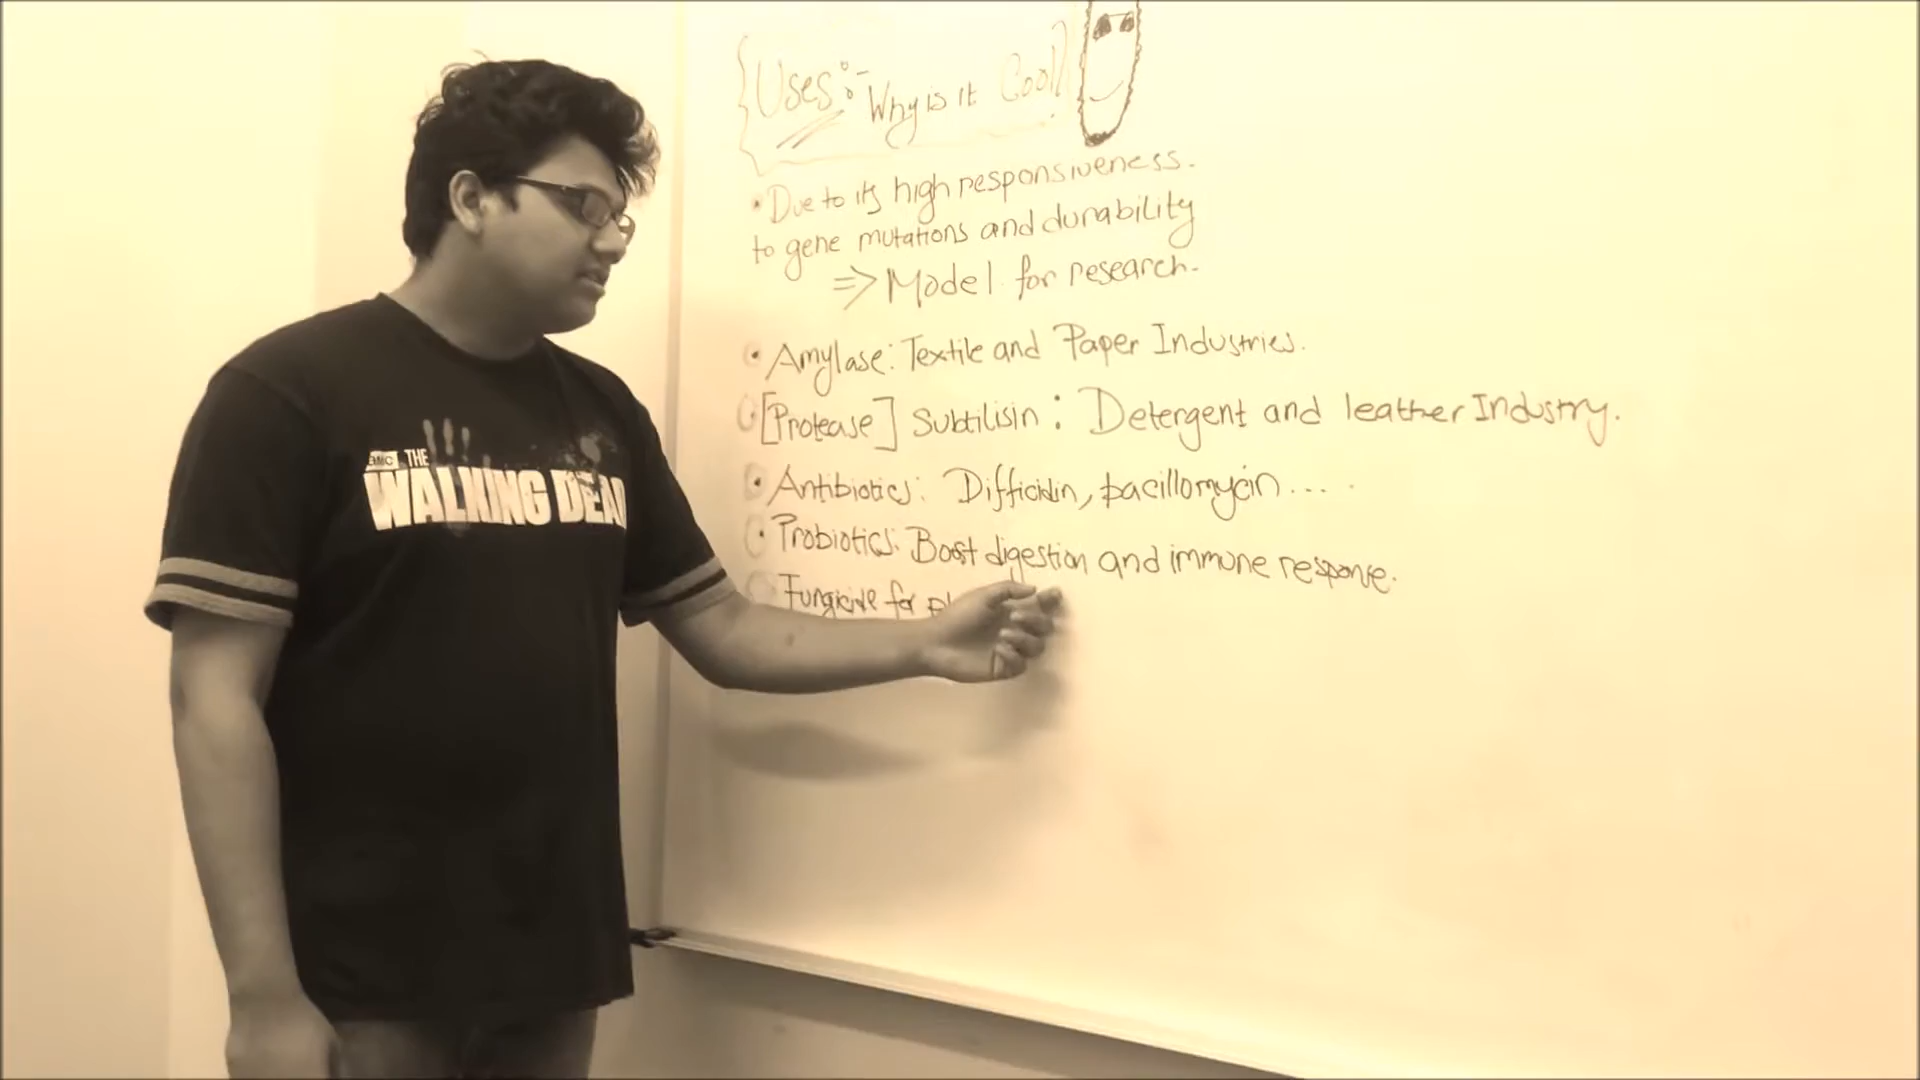 Uses:- Why is it Cool?
• Due to its high responsiveness.
to gene mutations and durability
⇒ Model for research.
• Amylase: Textile and Paper Industries.
• [Protease] Subtilisin: Detergent and leather Industry.
• Antibiotics: Difficidin, bacillomycin....
• Probiotics: Boost digestion and immune response.
• Fungicide for pl
AMC THE
WALKING DEAD